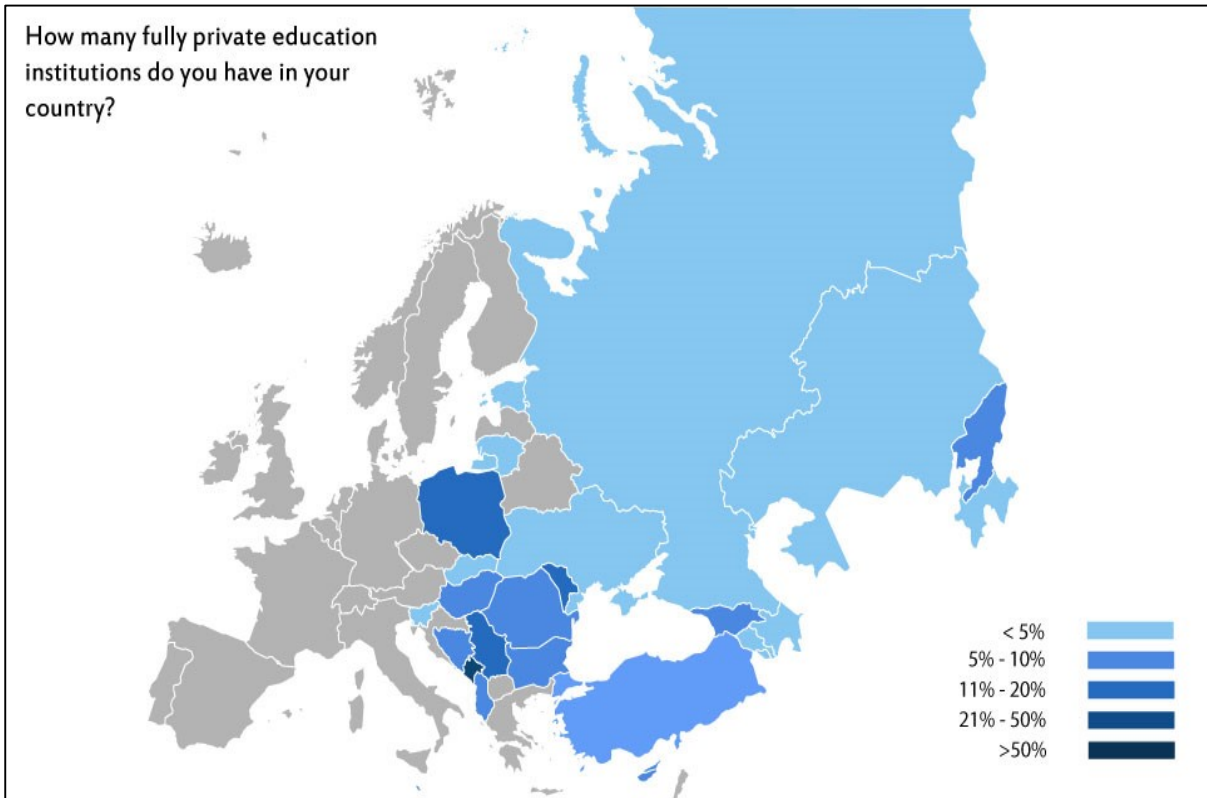 How many fully private education
institutions do you have in your
country?
< 5%
5% - 10%
11% - 20%
21% - 50%
>50%